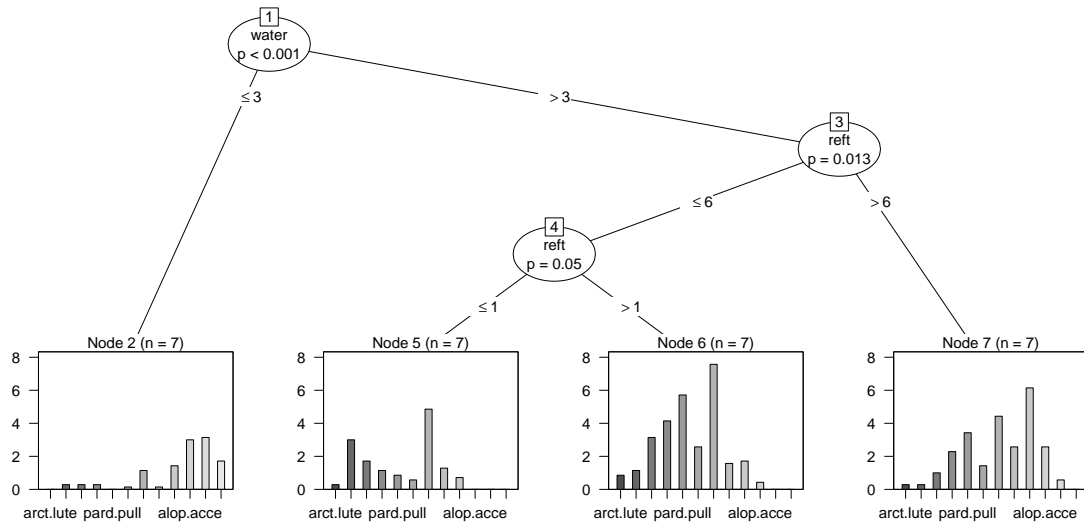 1
water
p < 0.001
≤ 3
> 3
3
reft
p = 0.013
≤ 6
> 6
4
reft
p = 0.05
≤ 1
> 1
Node 2 (n = 7)
8
6
4
2
0
arct.lute pard.pull alop.acce
Node 5 (n = 7)
8
6
4
2
0
arct.lute pard.pull alop.acce
Node 6 (n = 7)
8
6
4
2
0
arct.lute pard.pull alop.acce
Node 7 (n = 7)
8
6
4
2
0
arct.lute pard.pull alop.acce